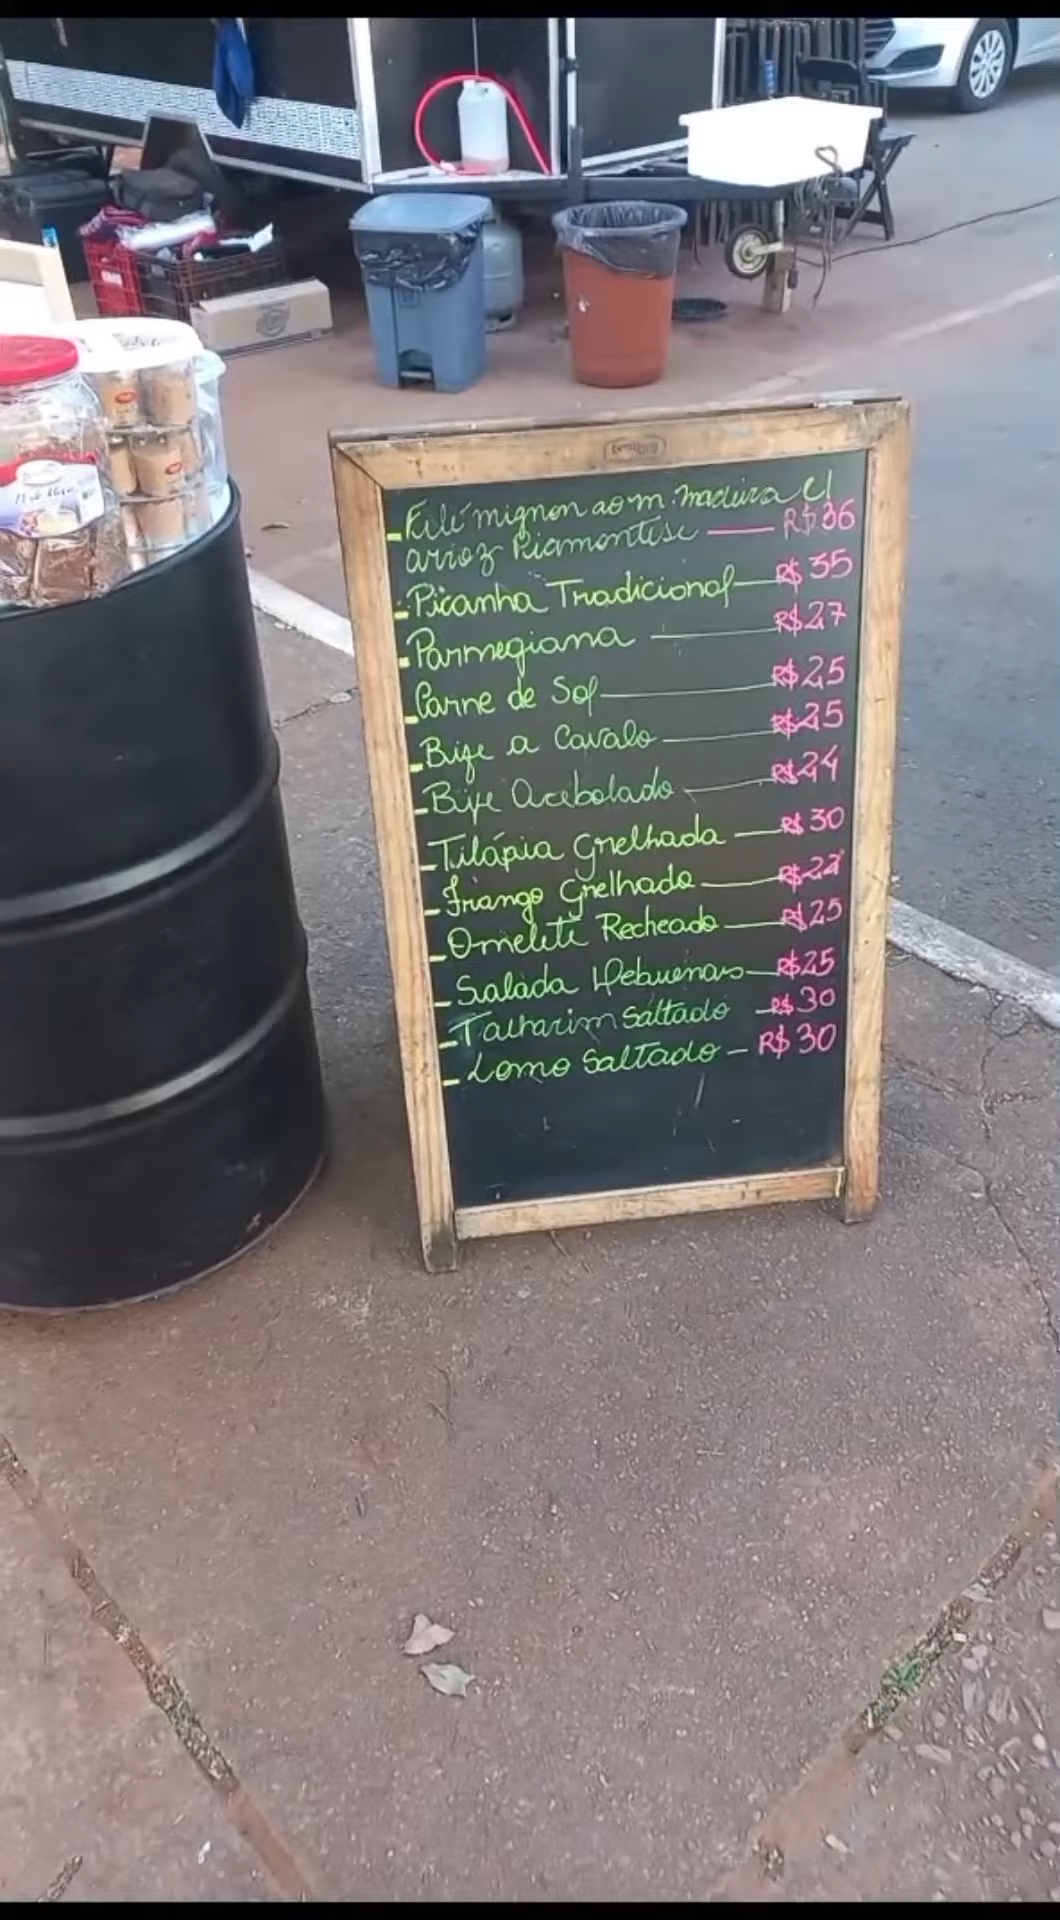 - Filé mignon ao m. madeira c/
arroz Piamontese — R$ 36
- Picanha Tradicional — R$ 35
- Parmegiana — R$ 27
- Carne de Sol — R$ 25
- Bife a Cavalo — R$ 25
- Bife Acebolado — R$ 24
- Tilápia Grelhada — R$ 30
- Frango Grelhado — R$ 23
- Omelete Recheado — R$ 25
- Salada — R$ 25
- Talharim Saltado — R$ 30
- Lomo Saltado — R$ 30